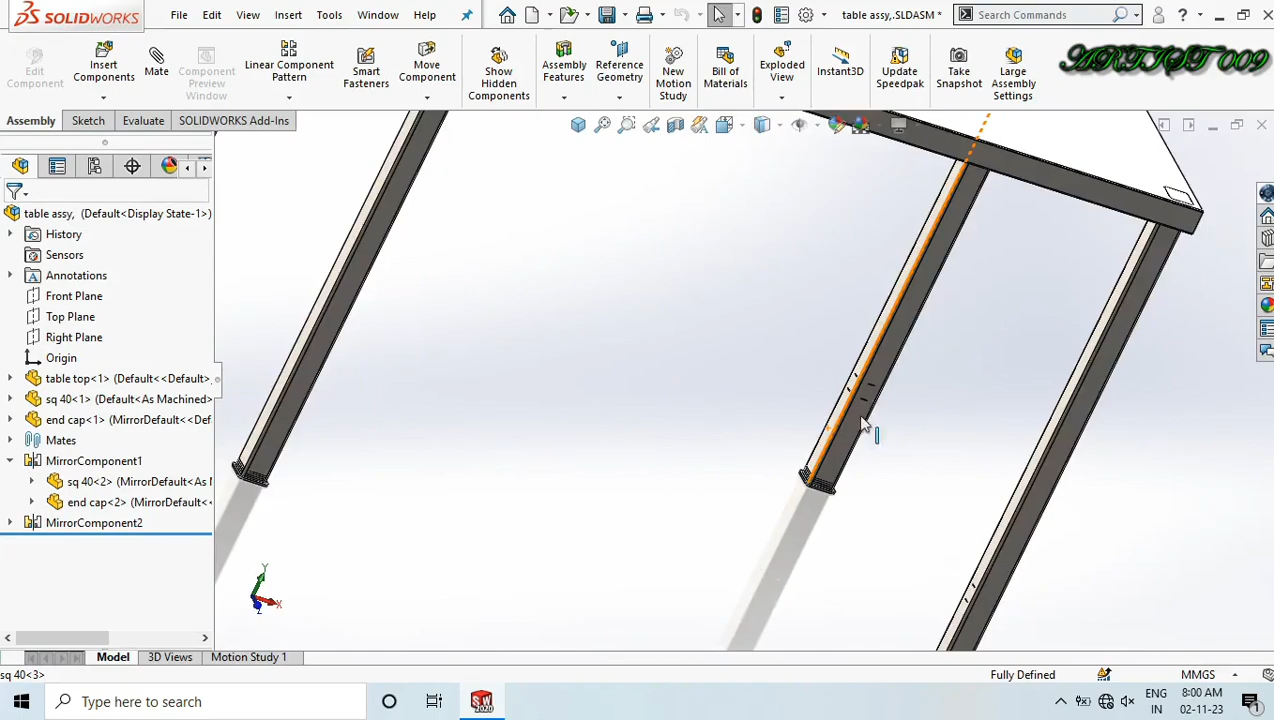 SOLIDWORKS
File
Edit
View
Insert
Tools
Window
Help
table assy,.SLDASM *
Search Commands
ARTIST 009
Edit Component
Insert Components
Mate
Component Preview Window
Linear Component Pattern
Smart Fasteners
Move Component
Show Hidden Components
Assembly Features
Reference Geometry
New Motion Study
Bill of Materials
Exploded View
Instant3D
Update Speedpak
Take Snapshot
Large Assembly Settings
Assembly
Sketch
Evaluate
SOLIDWORKS Add-Ins
table assy, (Default<Display State-1>)
History
Sensors
Annotations
Front Plane
Top Plane
Right Plane
Origin
table top<1> (Default<<Default>_
sq 40<1> (Default<As Machined>
end cap<1> (MirrorDefault<<Def
Mates
MirrorComponent1
sq 40<2> (MirrorDefault<As M
end cap<2> (MirrorDefault<<
MirrorComponent2
Y
X
Z
Model
3D Views
Motion Study 1
sq 40<3>
Fully Defined
MMGS
SW
2020
Type here to search
ENG
IN
8:00 AM
02-11-23
1